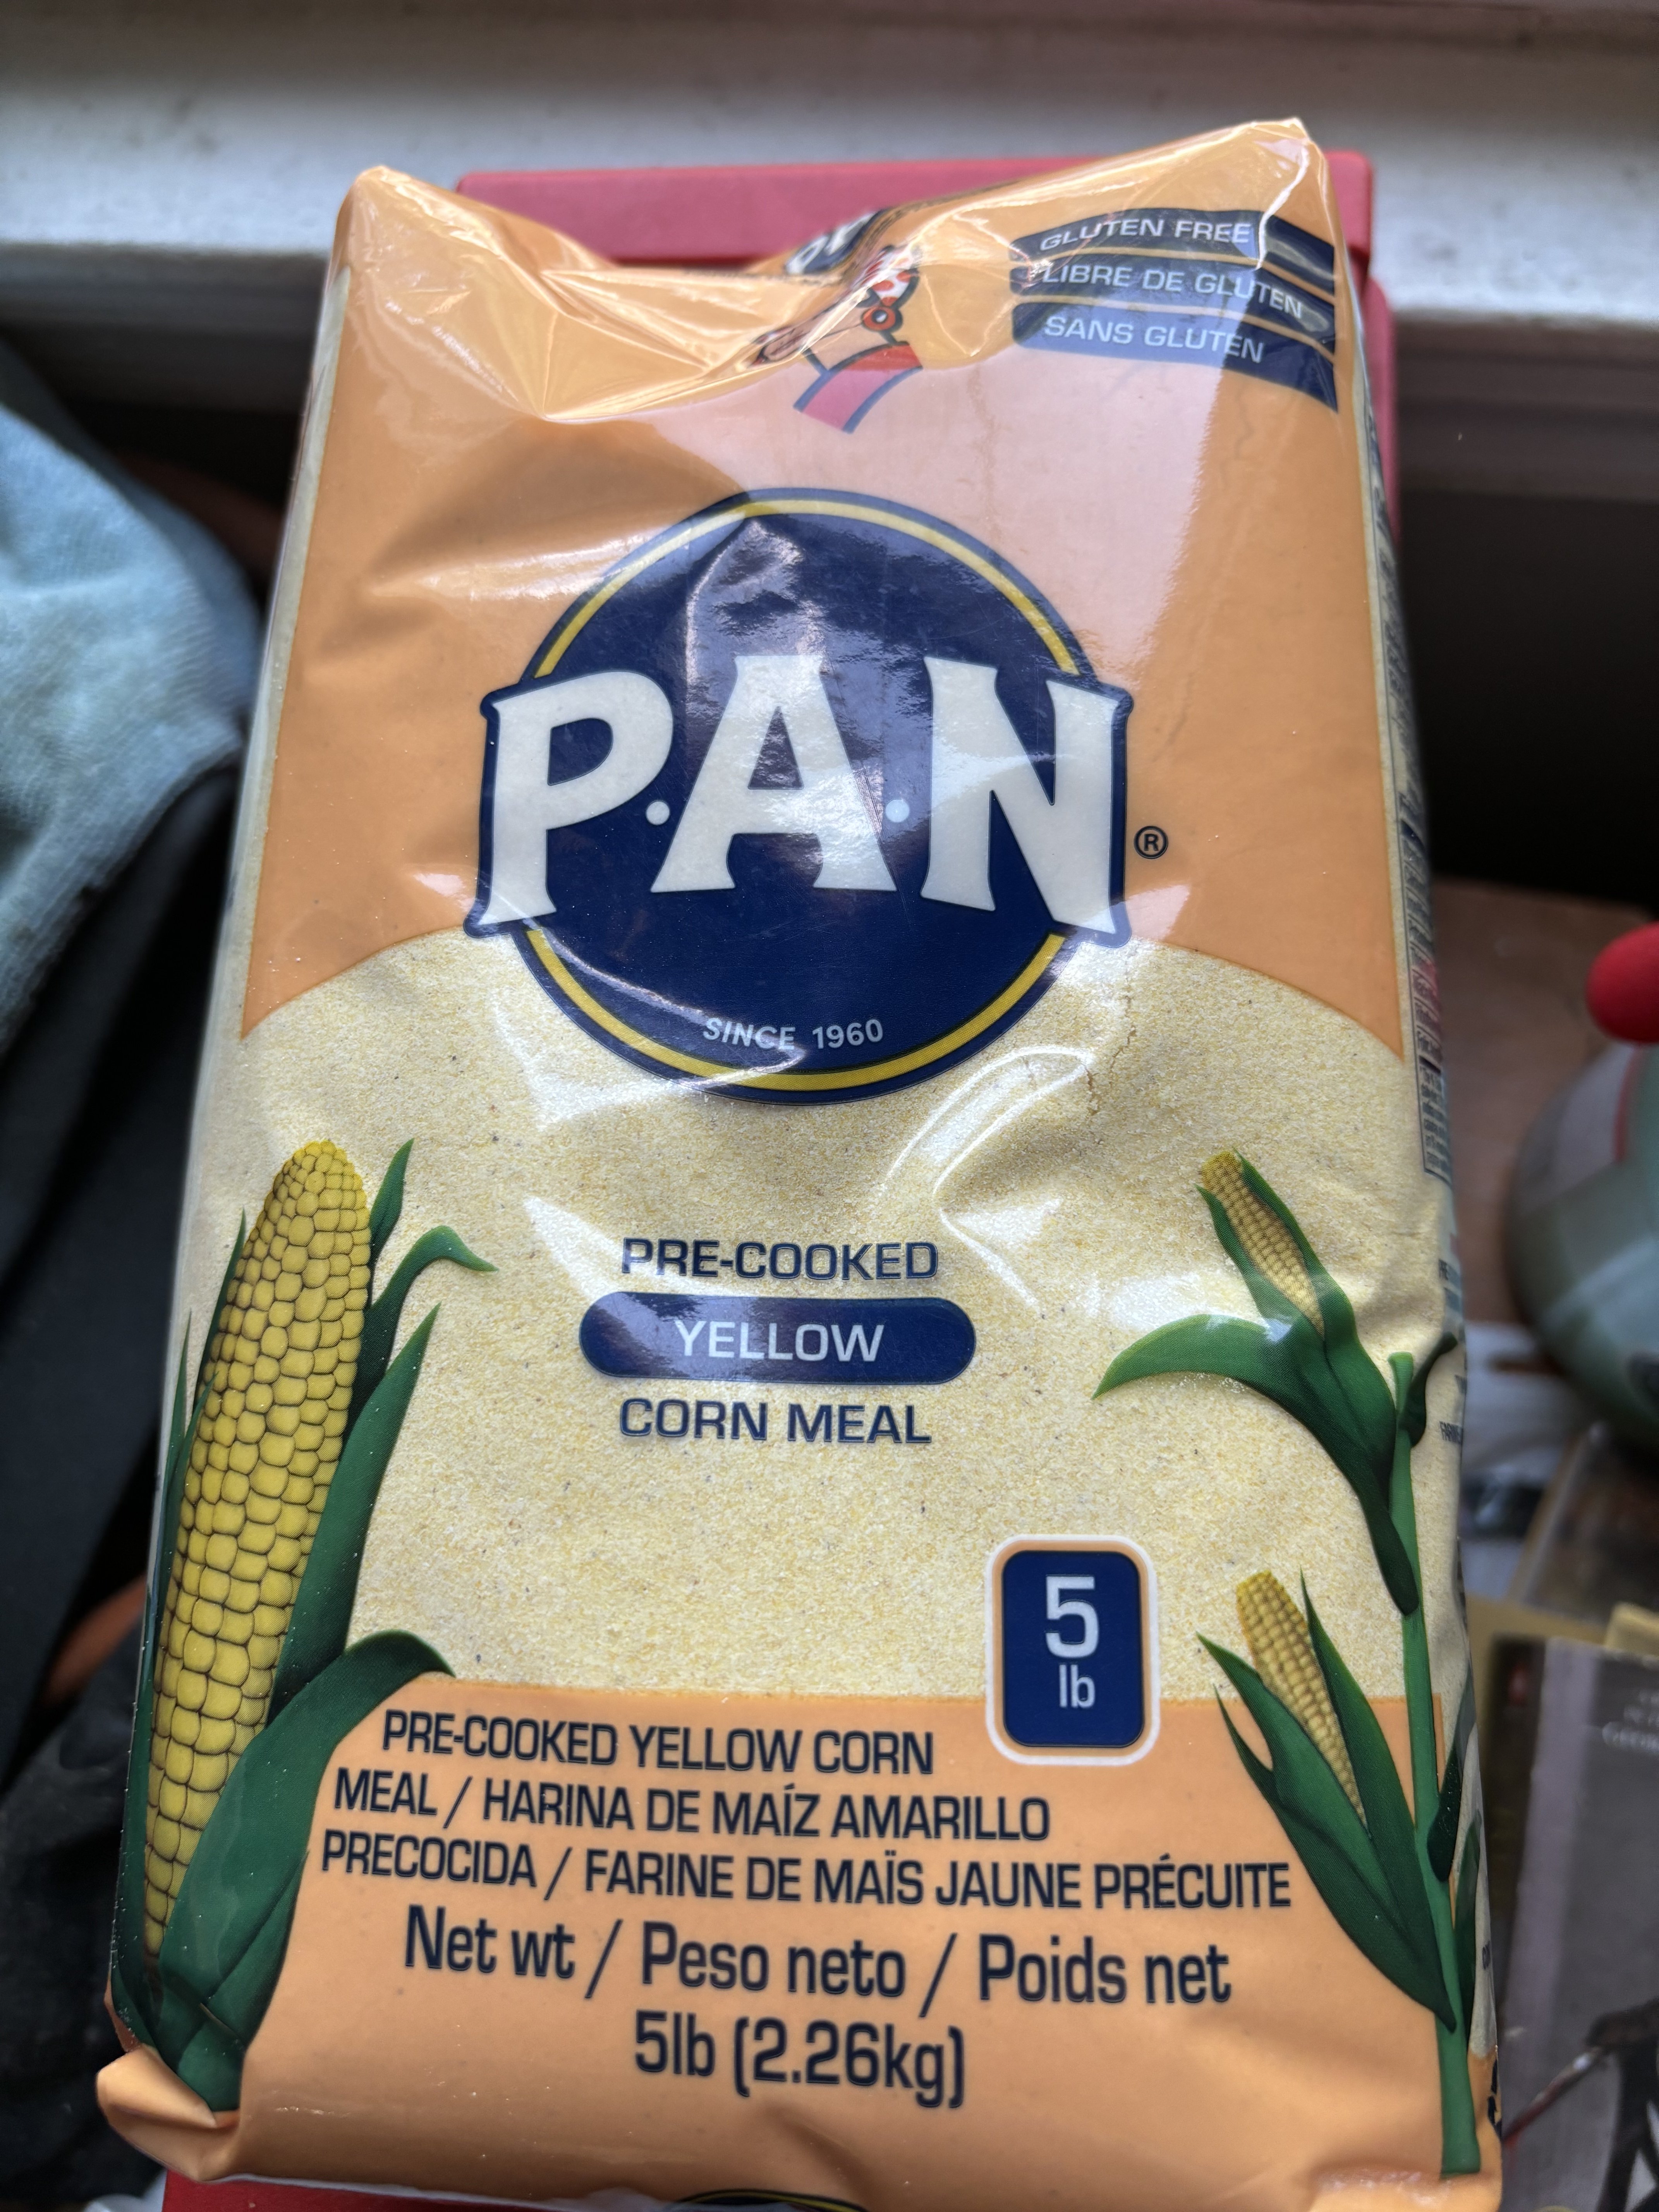 GLUTEN FREE
LIBRE DE GLUTEN
SANS GLUTEN
P.A.N
®
SINCE 1960
PRE-COOKED
YELLOW
CORN MEAL
5
lb
PRE-COOKED YELLOW CORN
MEAL / HARINA DE MAÍZ AMARILLO
PRECOCIDA / FARINE DE MAÏS JAUNE PRÉCUITE
Net wt / Peso neto / Poids net
5lb (2.26kg)